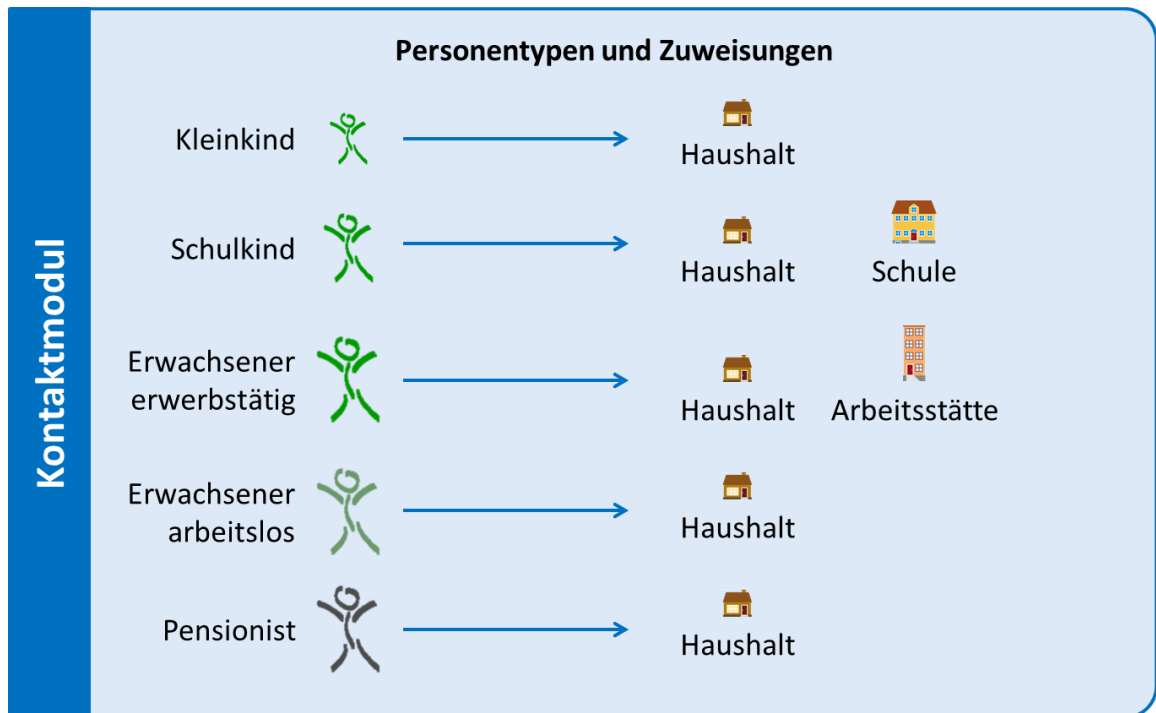 Kontaktmodul
Personentypen und Zuweisungen
Kleinkind
Haushalt
Schulkind
Haushalt
Schule
Erwachsener
erwerbstätig
Haushalt
Arbeitsstätte
Erwachsener
arbeitslos
Haushalt
Pensionist
Haushalt